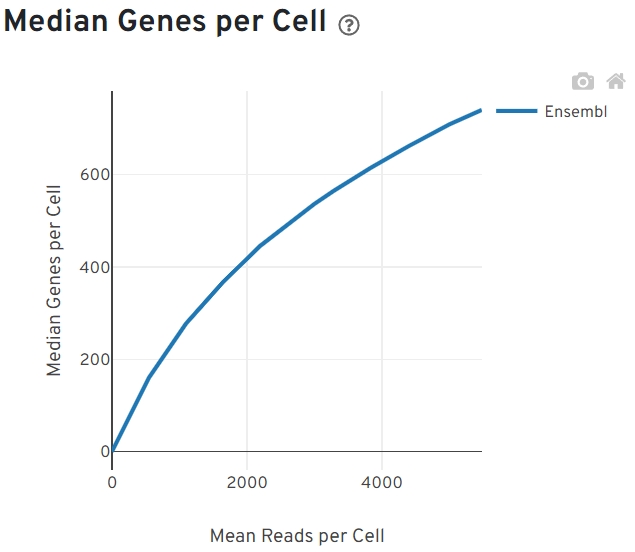 Median Genes per Cell ?
Ensembl
600
400
200
0
Median Genes per Cell
0 2000 4000
Mean Reads per Cell